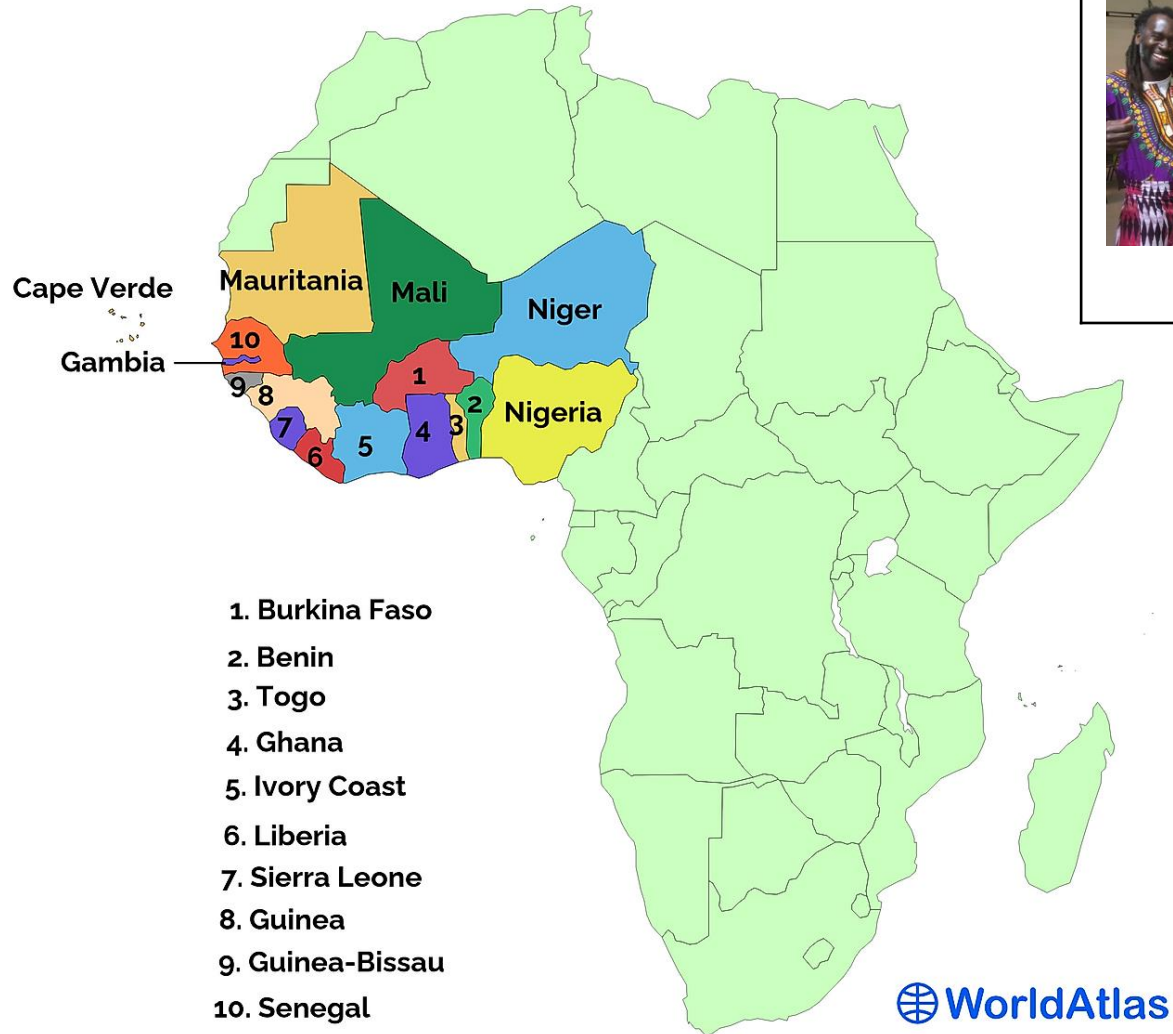 Cape Verde
Mauritania
Mali
Niger
10
Gambia
9
8
1
2
Nigeria
7
3
4
5
6
1. Burkina Faso
2. Benin
3. Togo
4. Ghana
5. Ivory Coast
6. Liberia
7. Sierra Leone
8. Guinea
9. Guinea-Bissau
10. Senegal
WorldAtlas